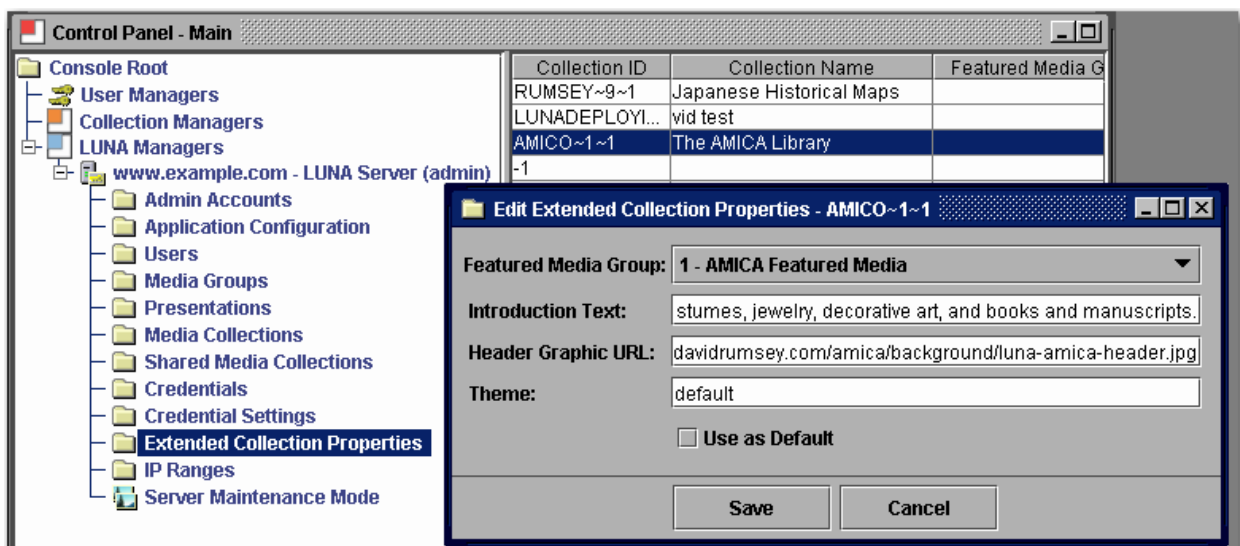 Control Panel - Main
Console Root
User Managers
Collection Managers
LUNA Managers
www.example.com - LUNA Server (admin)
Admin Accounts
Application Configuration
Users
Media Groups
Presentations
Media Collections
Shared Media Collections
Credentials
Credential Settings
Extended Collection Properties
IP Ranges
Server Maintenance Mode
Collection ID Collection Name Featured Media G
RUMSEY~9~1 Japanese Historical Maps
LUNADEPLOYI... vid test
AMICO~1~1 The AMICA Library
-1
Edit Extended Collection Properties - AMICO~1~1
Featured Media Group: 1 - AMICA Featured Media
Introduction Text: stumes, jewelry, decorative art, and books and manuscripts.
Header Graphic URL: davidrumsey.com/amica/background/luna-amica-header.jpg
Theme: default
Use as Default
Save Cancel